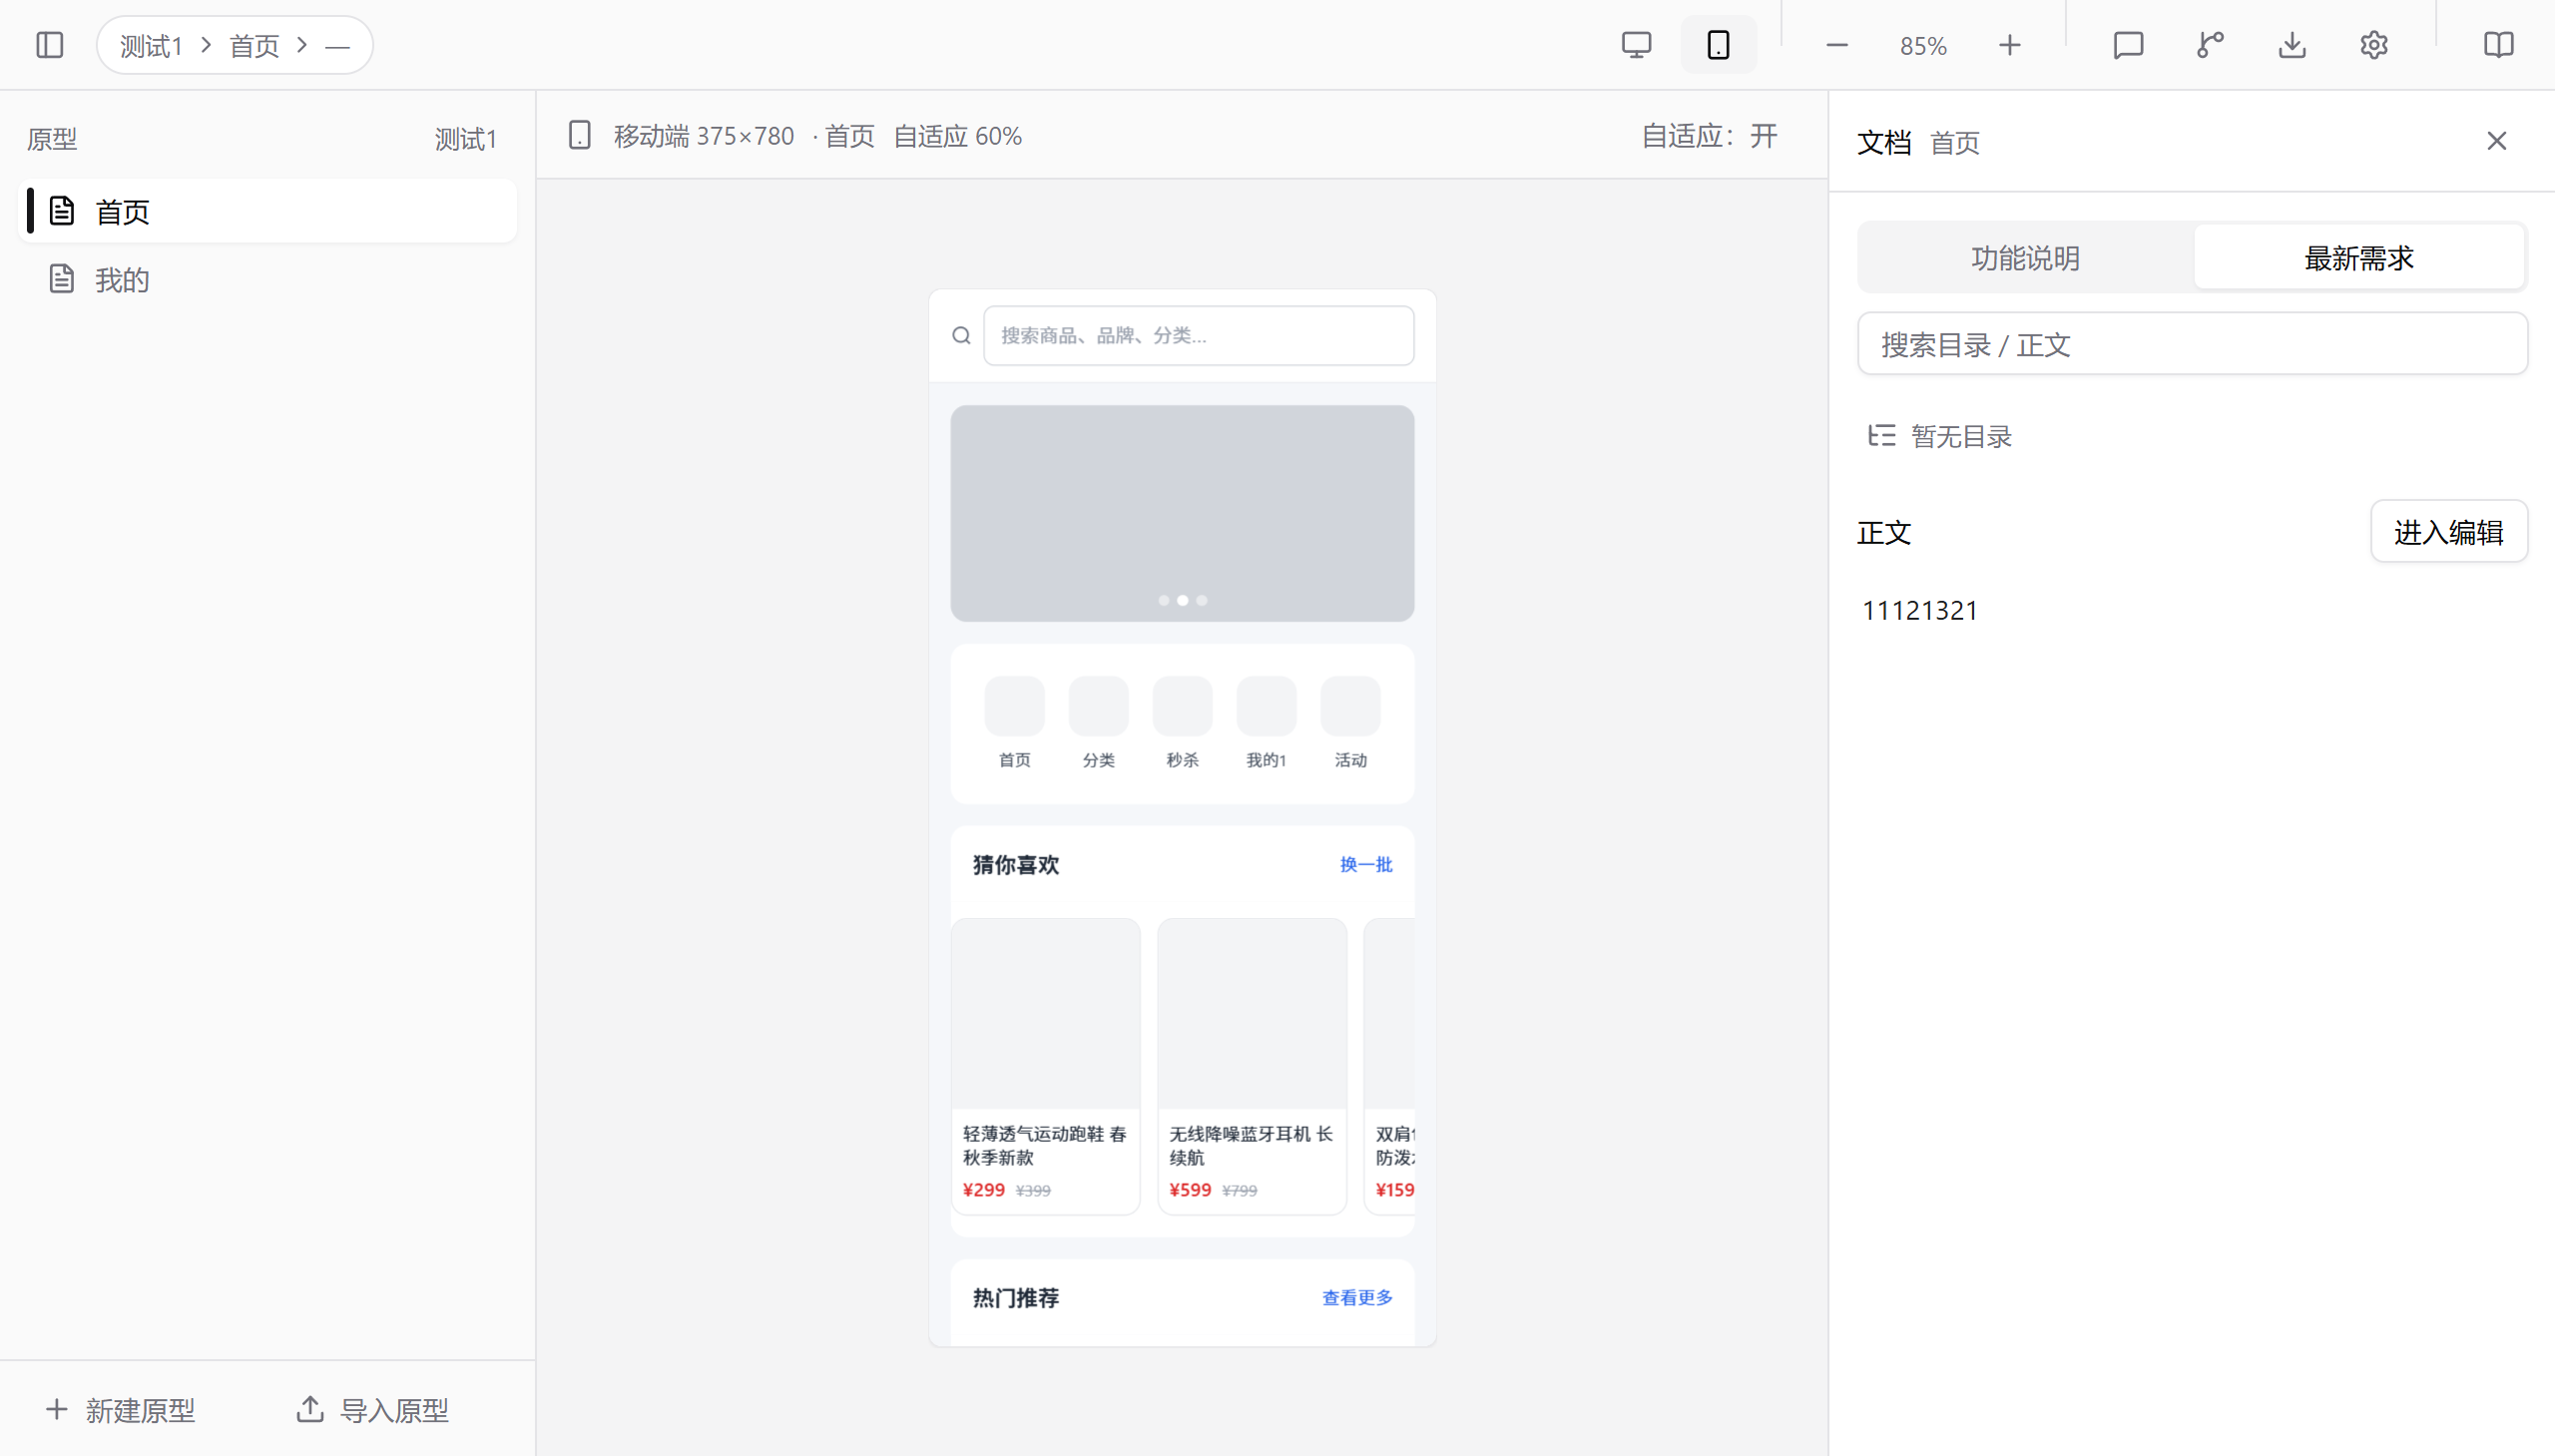 测试1 > 首页 > —
85%
原型 测试1
首页
我的
新建原型 导入原型
移动端 375×780 · 首页 自适应 60% 自适应：开
搜索商品、品牌、分类...
首页 分类 秒杀 我的1 活动
猜你喜欢 换一批
轻薄透气运动跑鞋 春
秋季新款
¥299 ¥399
无线降噪蓝牙耳机 长
续航
¥599 ¥799
双肩
防泼
¥159
热门推荐 查看更多
文档 首页
功能说明 最新需求
搜索目录 / 正文
暂无目录
正文 进入编辑
11121321